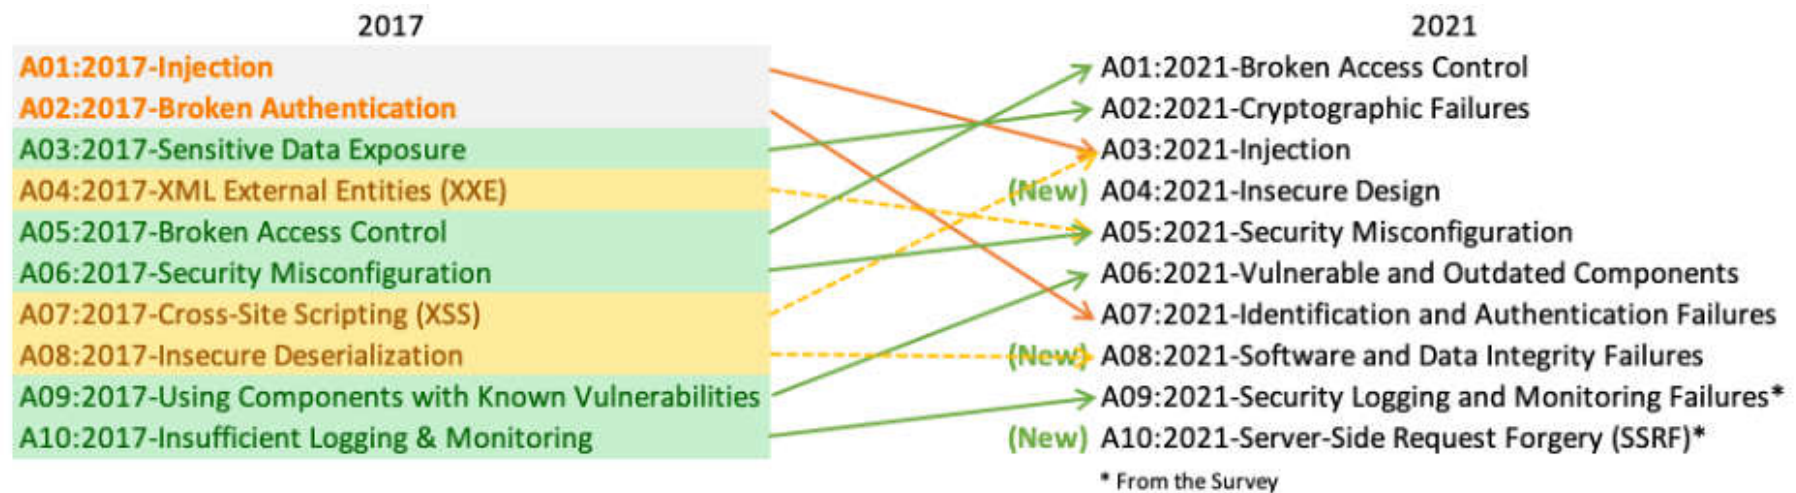 2017
A01:2017-Injection
A02:2017-Broken Authentication
A03:2017-Sensitive Data Exposure
A04:2017-XML External Entities (XXE)
A05:2017-Broken Access Control
A06:2017-Security Misconfiguration
A07:2017-Cross-Site Scripting (XSS)
A08:2017-Insecure Deserialization
A09:2017-Using Components with Known Vulnerabilities
A10:2017-Insufficient Logging & Monitoring
2021
A01:2021-Broken Access Control
A02:2021-Cryptographic Failures
A03:2021-Injection
(New) A04:2021-Insecure Design
A05:2021-Security Misconfiguration
A06:2021-Vulnerable and Outdated Components
A07:2021-Identification and Authentication Failures
(New) A08:2021-Software and Data Integrity Failures
A09:2021-Security Logging and Monitoring Failures*
(New) A10:2021-Server-Side Request Forgery (SSRF)*
* From the Survey